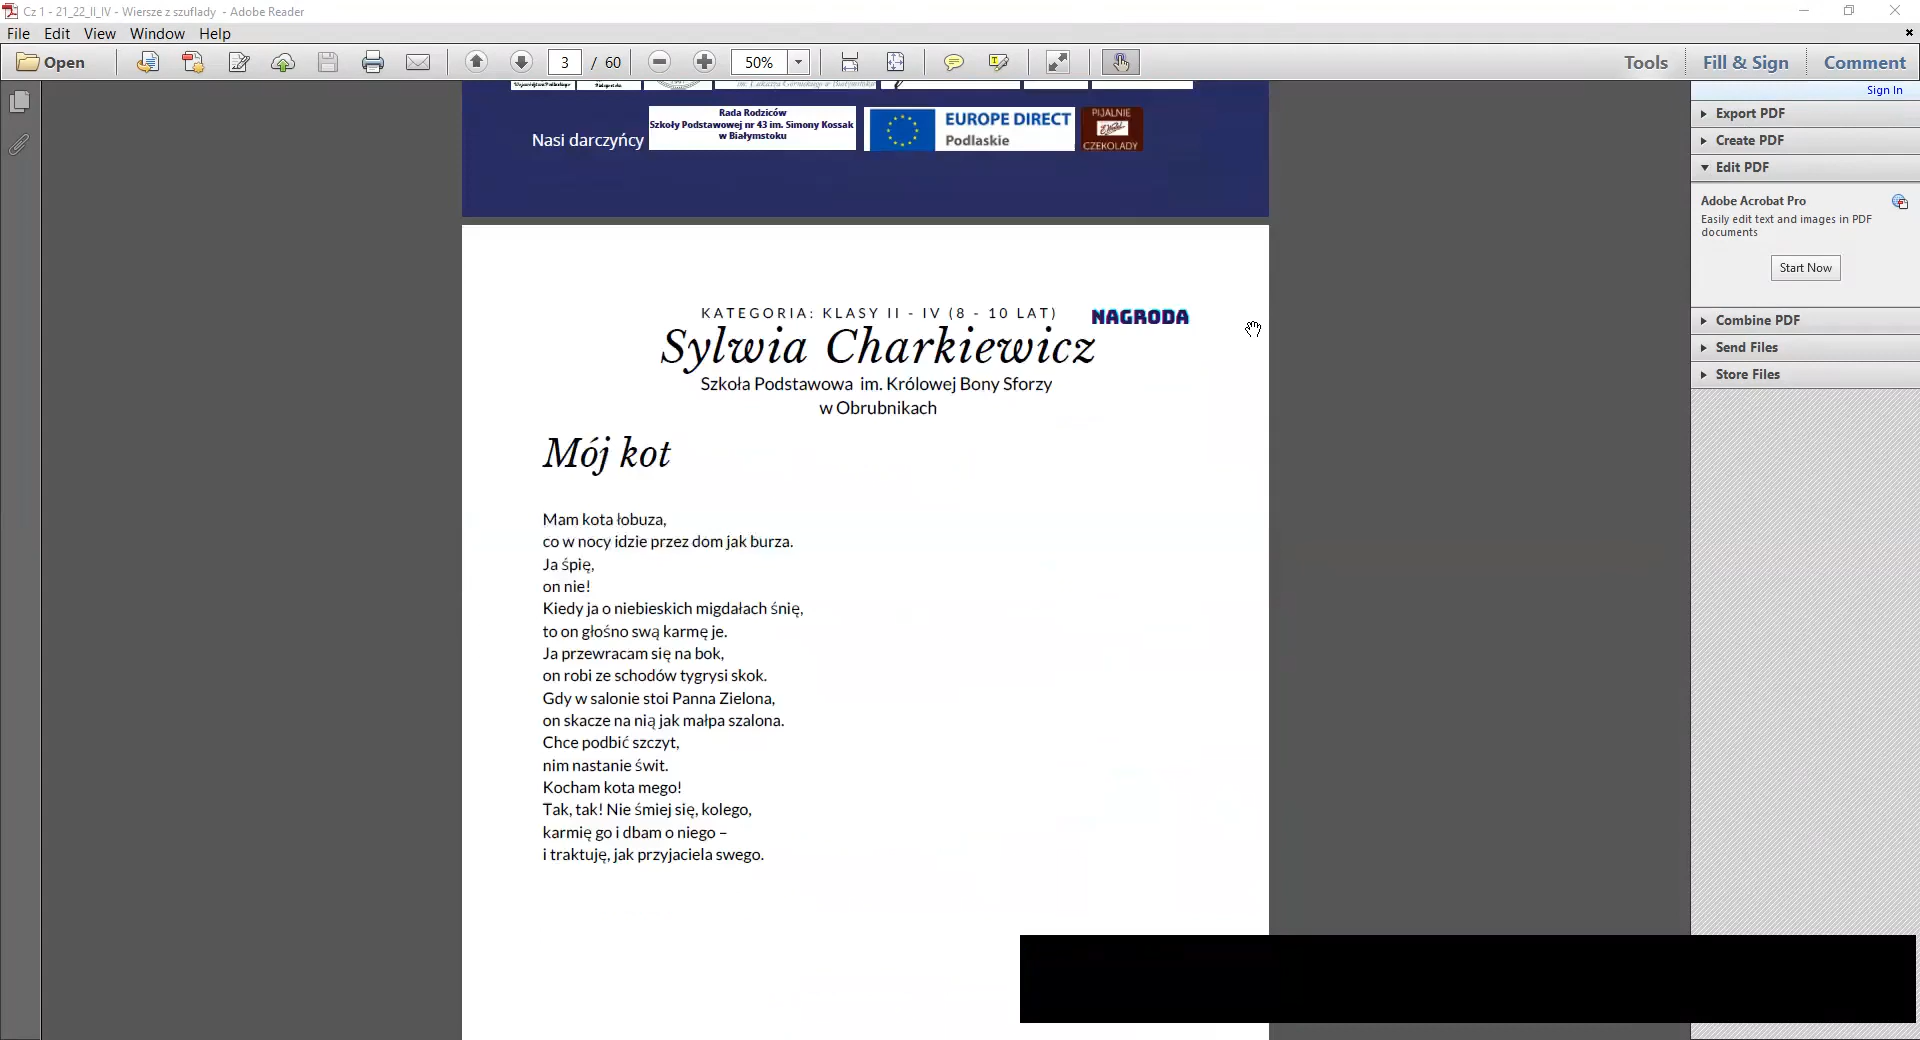 Cz 1 - 21_22_II_IV - Wiersze z szuflady - Adobe Reader
File Edit View Window Help
Open 3 / 60 50% Tools Fill & Sign Comment
Sign In
Export PDF
Create PDF
Edit PDF
Adobe Acrobat Pro
Easily edit text and images in PDF
documents
Start Now
Combine PDF
Send Files
Store Files
Nasi darczyńcy
Rada Rodziców
Szkoły Podstawowej nr 43 im. Simony Kossak
w Białymstoku
EUROPE DIRECT
Podlaskie
PIJALNIE
CZEKOLADY
KATEGORIA: KLASY II - IV (8 - 10 LAT)
NAGRODA
Sylwia Charkiewicz
Szkoła Podstawowa im. Królowej Bony Sforzy
w Obrubnikach
Mój kot
Mam kota łobuza,
co w nocy idzie przez dom jak burza.
Ja śpię,
on nie!
Kiedy ja o niebieskich migdałach śnię,
to on głośno swą karmę je.
Ja przewracam się na bok,
on robi ze schodów tygrysi skok.
Gdy w salonie stoi Panna Zielona,
on skacze na nią jak małpa szalona.
Chce podbić szczyt,
nim nastanie świt.
Kocham kota mego!
Tak, tak! Nie śmiej się, kolego,
karmię go i dbam o niego –
i traktuję, jak przyjaciela swego.